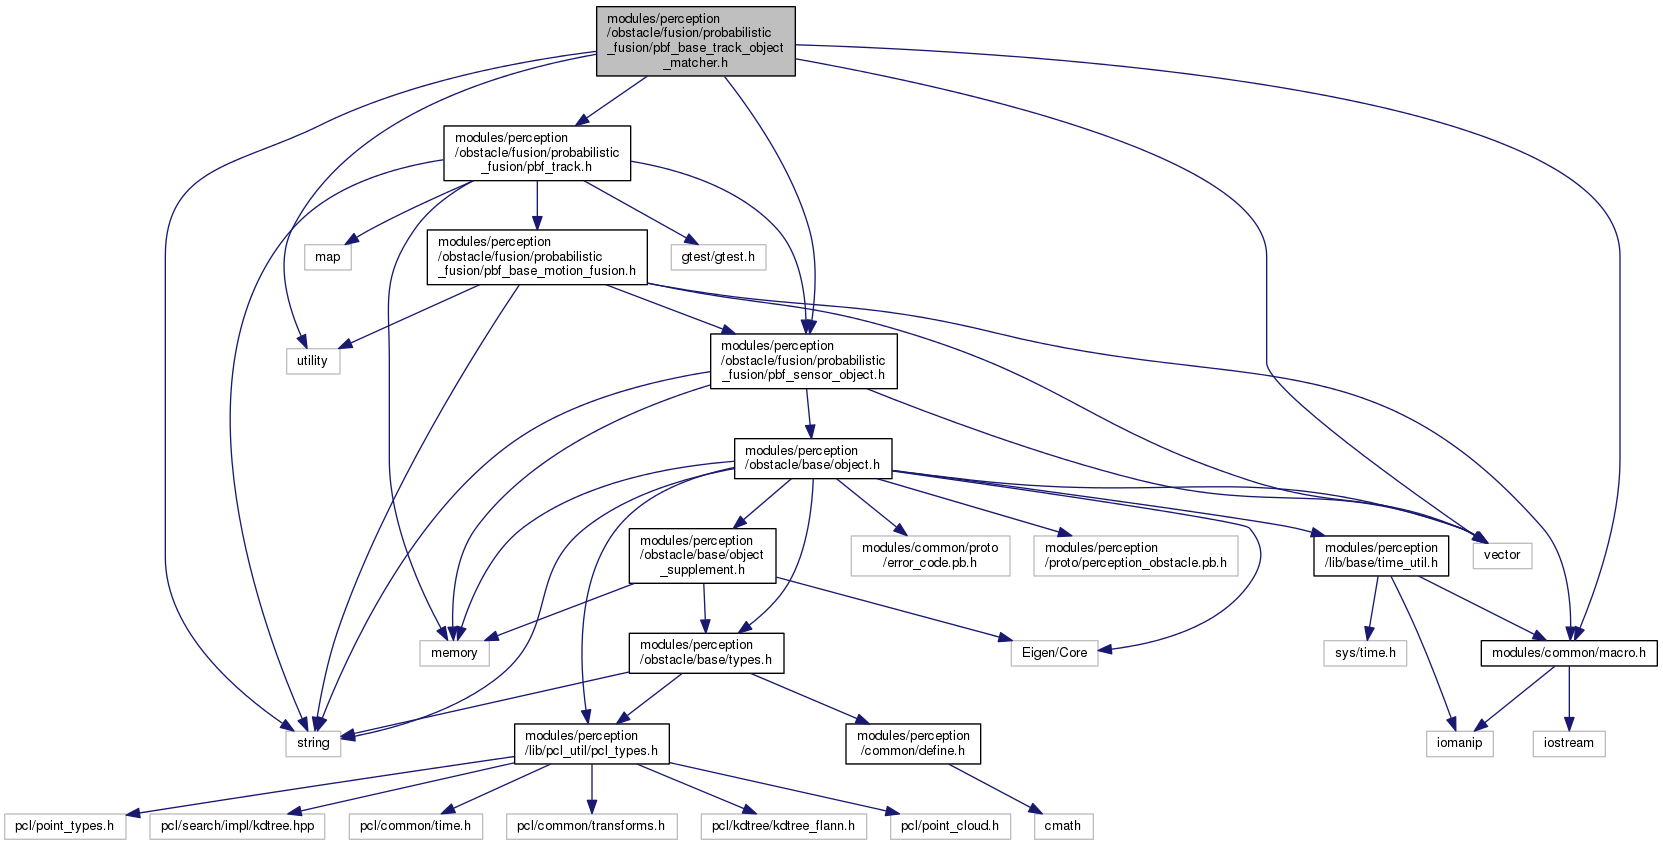 modules/perception
/obstacle/fusion/probabilistic
_fusion/pbf_base_track_object
_matcher.h
modules/perception
/obstacle/fusion/probabilistic
_fusion/pbf_track.h
map
modules/perception
/obstacle/fusion/probabilistic
_fusion/pbf_base_motion_fusion.h
gtest/gtest.h
utility
modules/perception
/obstacle/fusion/probabilistic
_fusion/pbf_sensor_object.h
modules/perception
/obstacle/base/object.h
modules/perception
/obstacle/base/object
_supplement.h
modules/common/proto
/error_code.pb.h
modules/perception
/proto/perception_obstacle.pb.h
modules/perception
/lib/base/time_util.h
vector
memory
modules/perception
/obstacle/base/types.h
Eigen/Core
sys/time.h
modules/common/macro.h
string
modules/perception
/lib/pcl_util/pcl_types.h
modules/perception
/common/define.h
iomanip
iostream
pcl/point_types.h
pcl/search/impl/kdtree.hpp
pcl/common/time.h
pcl/common/transforms.h
pcl/kdtree/kdtree_flann.h
pcl/point_cloud.h
cmath